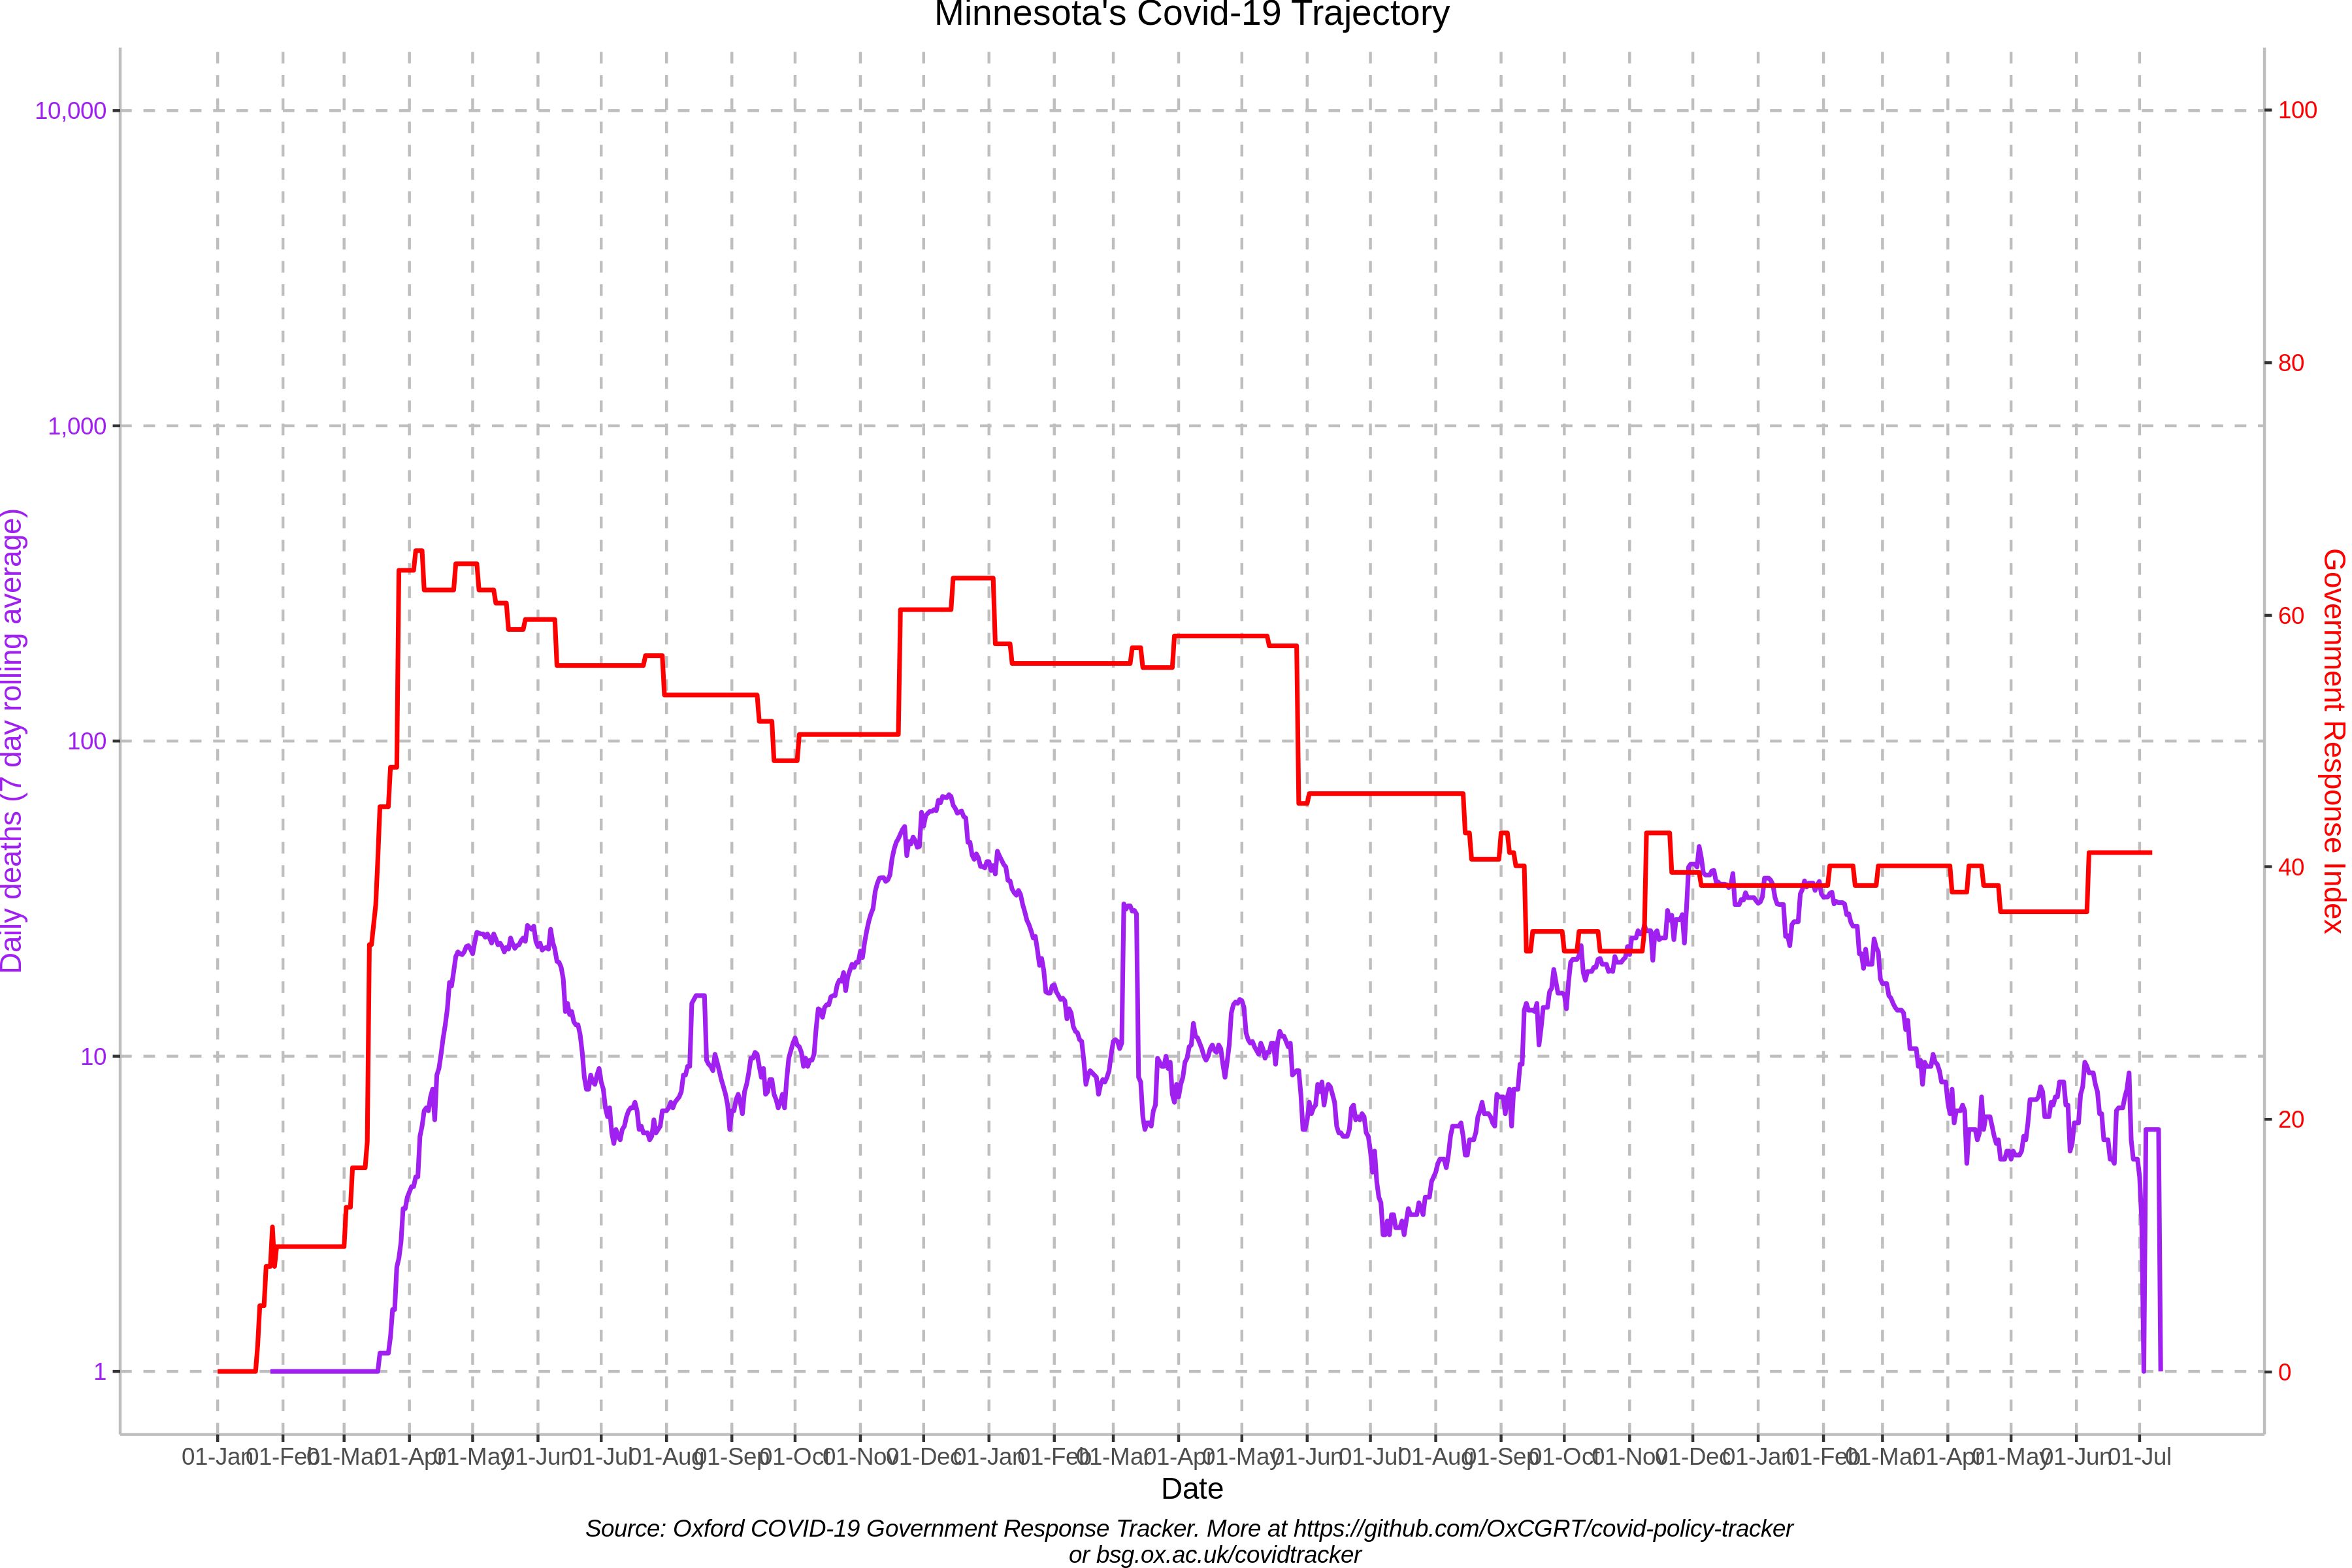 Minnesota's Covid-19 Trajectory
10,000
1,000
100
10
1
Daily deaths (7 day rolling average)
100
80
60
40
20
0
Government Response Index
01-Jan 01-Feb 01-Mar 01-Apr 01-May 01-Jun 01-Jul 01-Aug 01-Sep 01-Oct 01-Nov 01-Dec 01-Jan 01-Feb 01-Mar 01-Apr 01-May 01-Jun 01-Jul 01-Aug 01-Sep 01-Oct 01-Nov 01-Dec 01-Jan 01-Feb 01-Mar 01-Apr 01-May 01-Jun 01-Jul
Date
Source: Oxford COVID-19 Government Response Tracker. More at https://github.com/OxCGRT/covid-policy-tracker
or bsg.ox.ac.uk/covidtracker